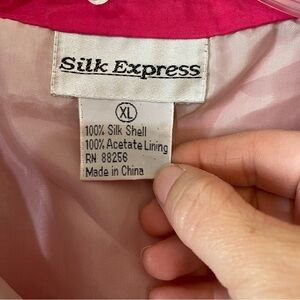 Silk Express
XL
100% Silk Shell
100% Acetate Lining
RN 88256
Made in China